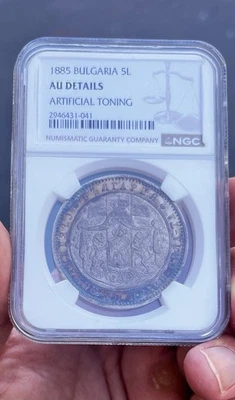 1885 BULGARIA 5L
AU DETAILS
ARTIFICIAL TONING
2946431-041
NUMISMATIC GUARANTY COMPANY
NGC